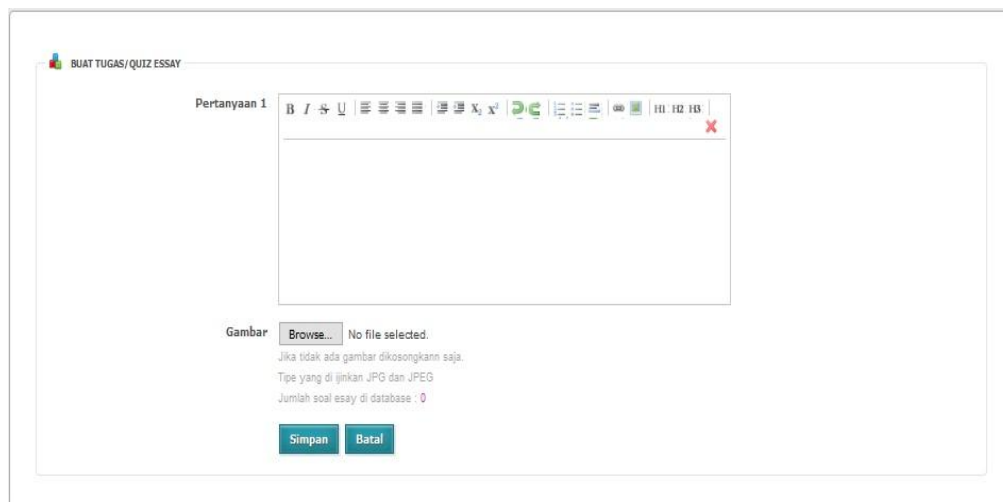 BUAT TUGAS/QUIZ ESSAY
Pertanyaan 1
B I S U X₂ X² H1 H2 H3
Gambar Browse... No file selected.
Jika tidak ada gambar dikosongkann saja.
Tipe yang di ijinkan JPG dan JPEG
Jumlah soal esay di database : 0
Simpan Batal